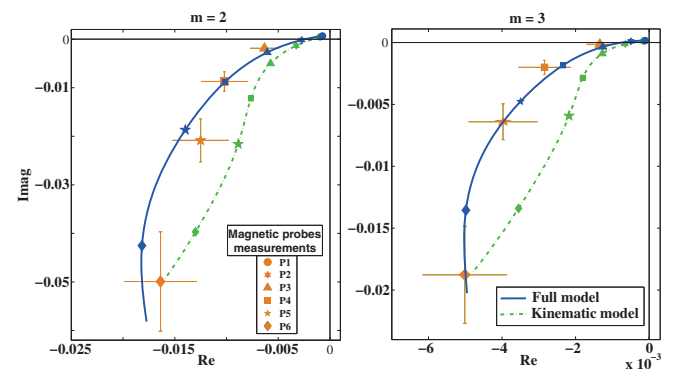 m = 2
m = 3
0
−0.01
−0.03
−0.05
Imag
−0.025
−0.015
−0.005
0
Re
Magnetic probes
measurements
P1
P2
P3
P4
P5
P6
0
−0.005
−0.01
−0.015
−0.02
Full model
Kinematic model
−6
−4
−2
0
Re
x 10⁻³